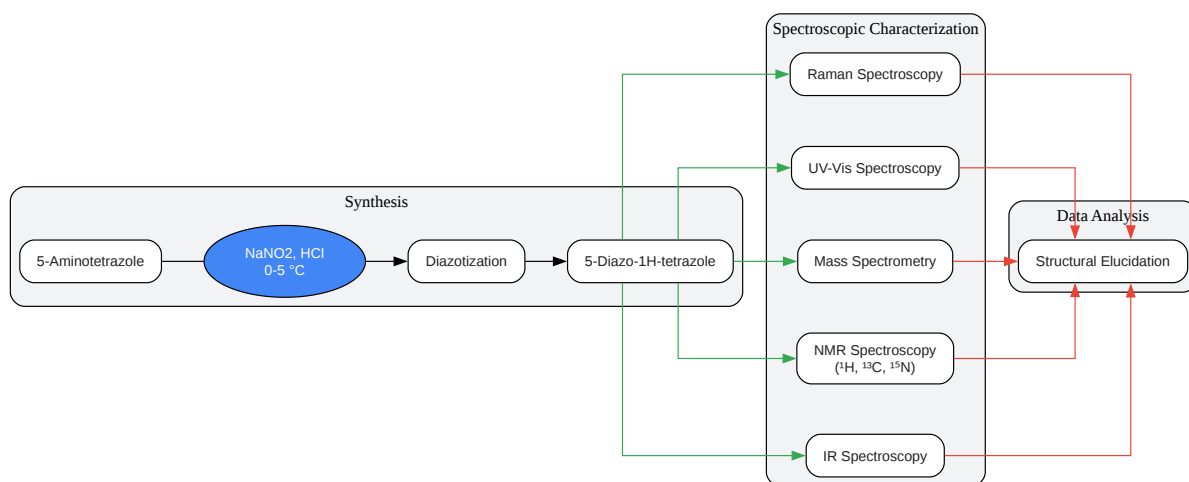 Spectroscopic Characterization
Raman Spectroscopy
UV-Vis Spectroscopy
Synthesis
Data Analysis
5-Aminotetrazole
NaNO2, HCl
0-5 °C
Diazotization
5-Diazo-1H-tetrazole
Mass Spectrometry
Structural Elucidation
NMR Spectroscopy
(¹H, ¹³C, ¹⁵N)
IR Spectroscopy